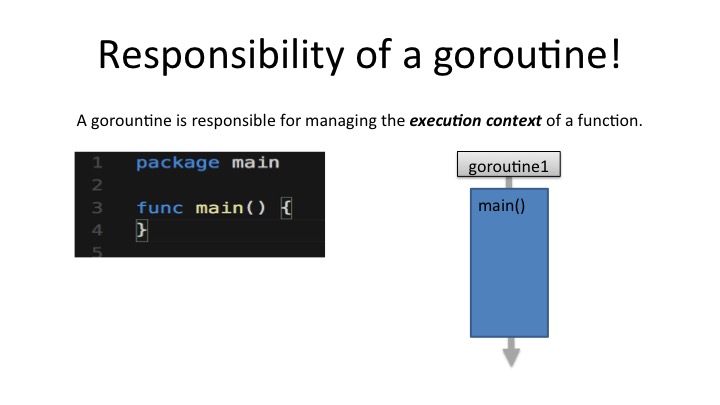 Responsibility of a goroutine!
A gorountine is responsible for managing the execution context of a function.
1 package main
2
3 func main() {
4 }
5
goroutine1
main()